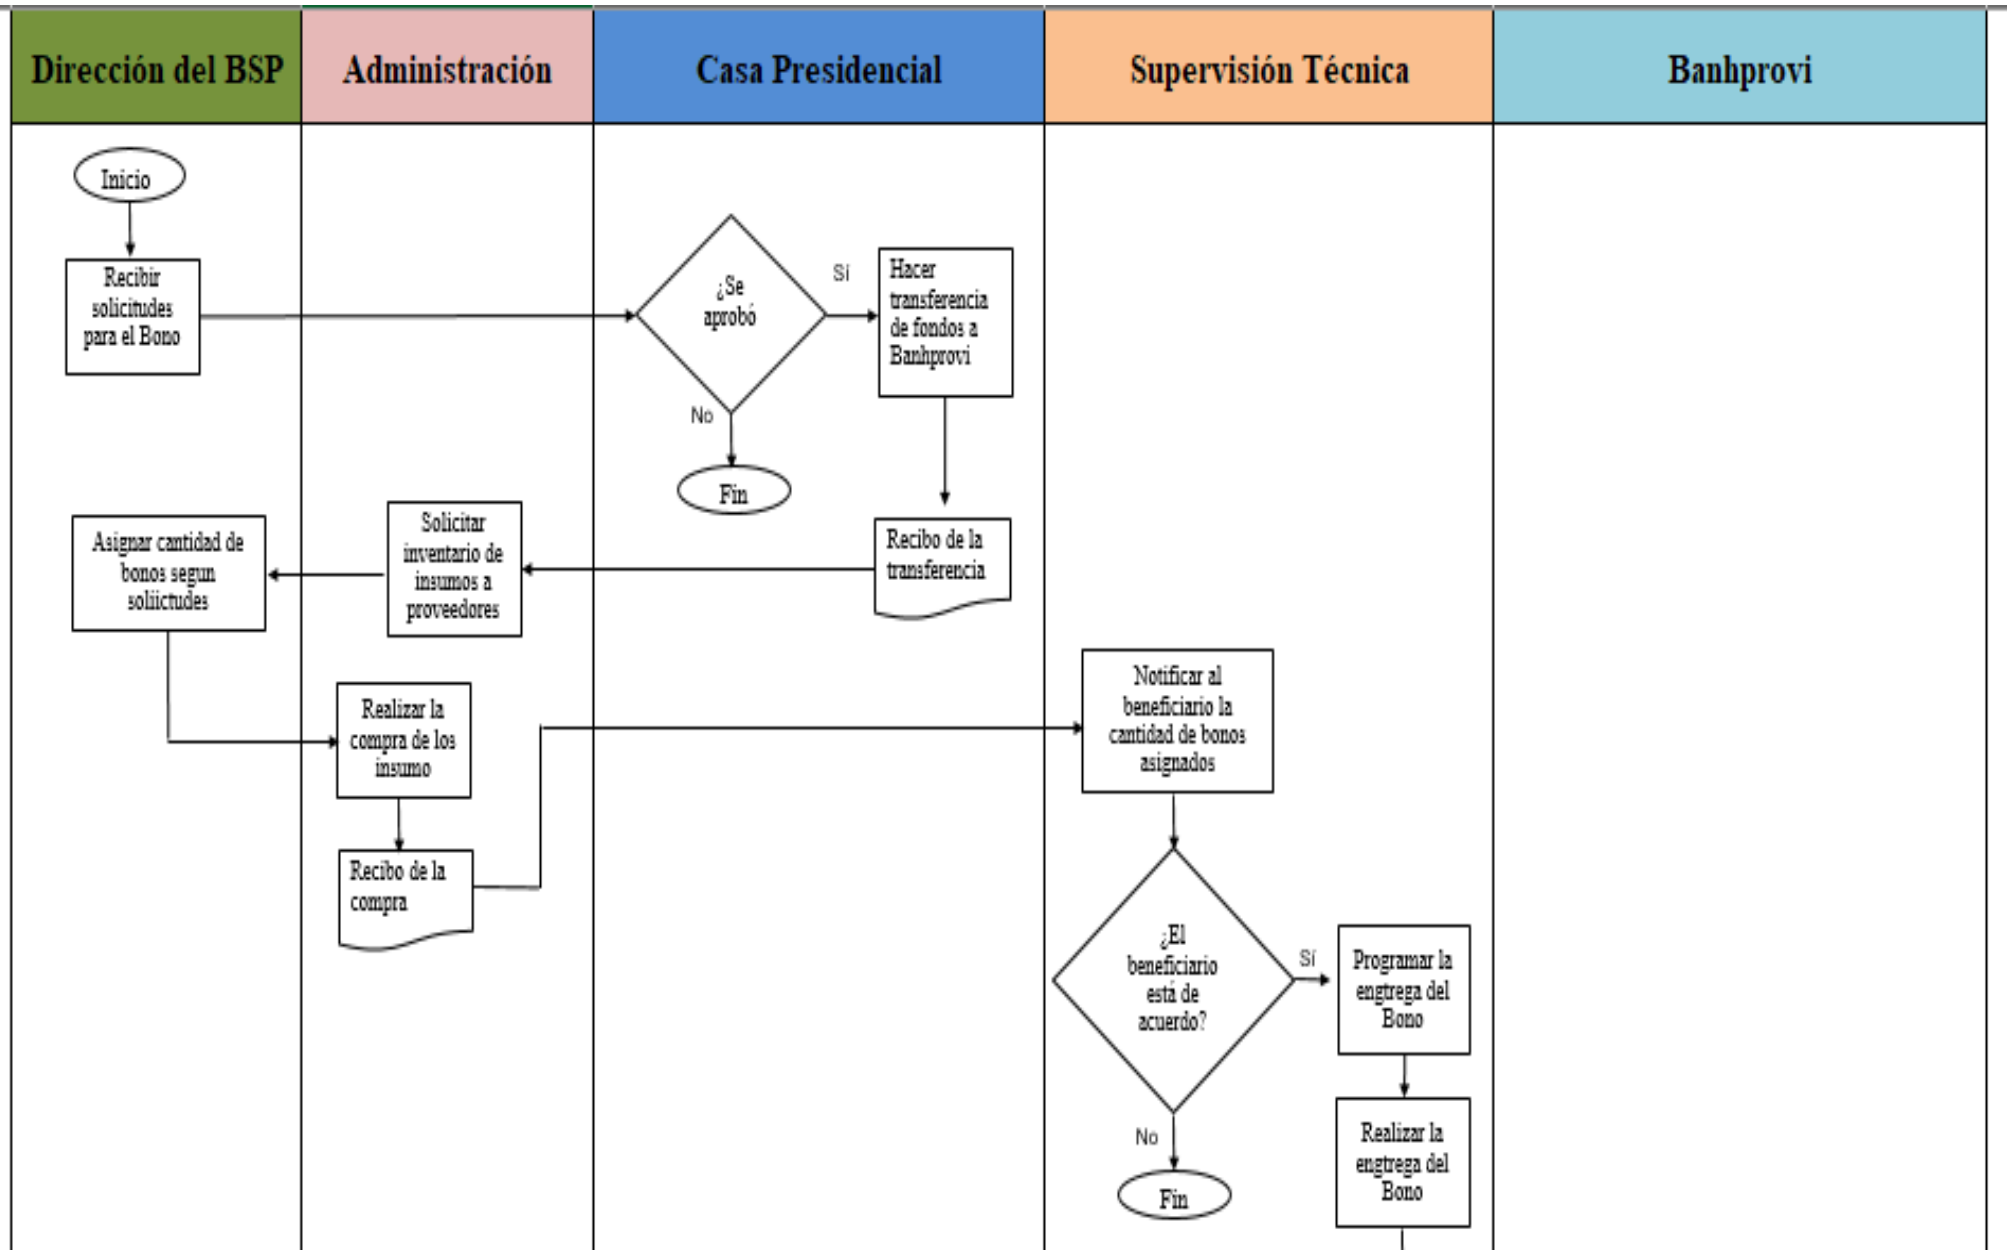 Dirección del BSP
Administración
Casa Presidencial
Supervisión Técnica
Banhprovi
Inicio
Recibir
solicitudes
para el Bono
¿Se
aprobó
Sí
No
Hacer
transferencia
de fondos a
Banhprovi
Fin
Recibo de la
transferencia
Solicitar
inventario de
insumos a
proveedores
Asignar cantidad de
bonos segun
soliictudes
Realizar la
compra de los
insumo
Recibo de la
compra
Notificar al
beneficiario la
cantidad de bonos
asignados
¿El
beneficiario
está de
acuerdo?
Sí
No
Programar la
engtrega del
Bono
Realizar la
engtrega del
Bono
Fin